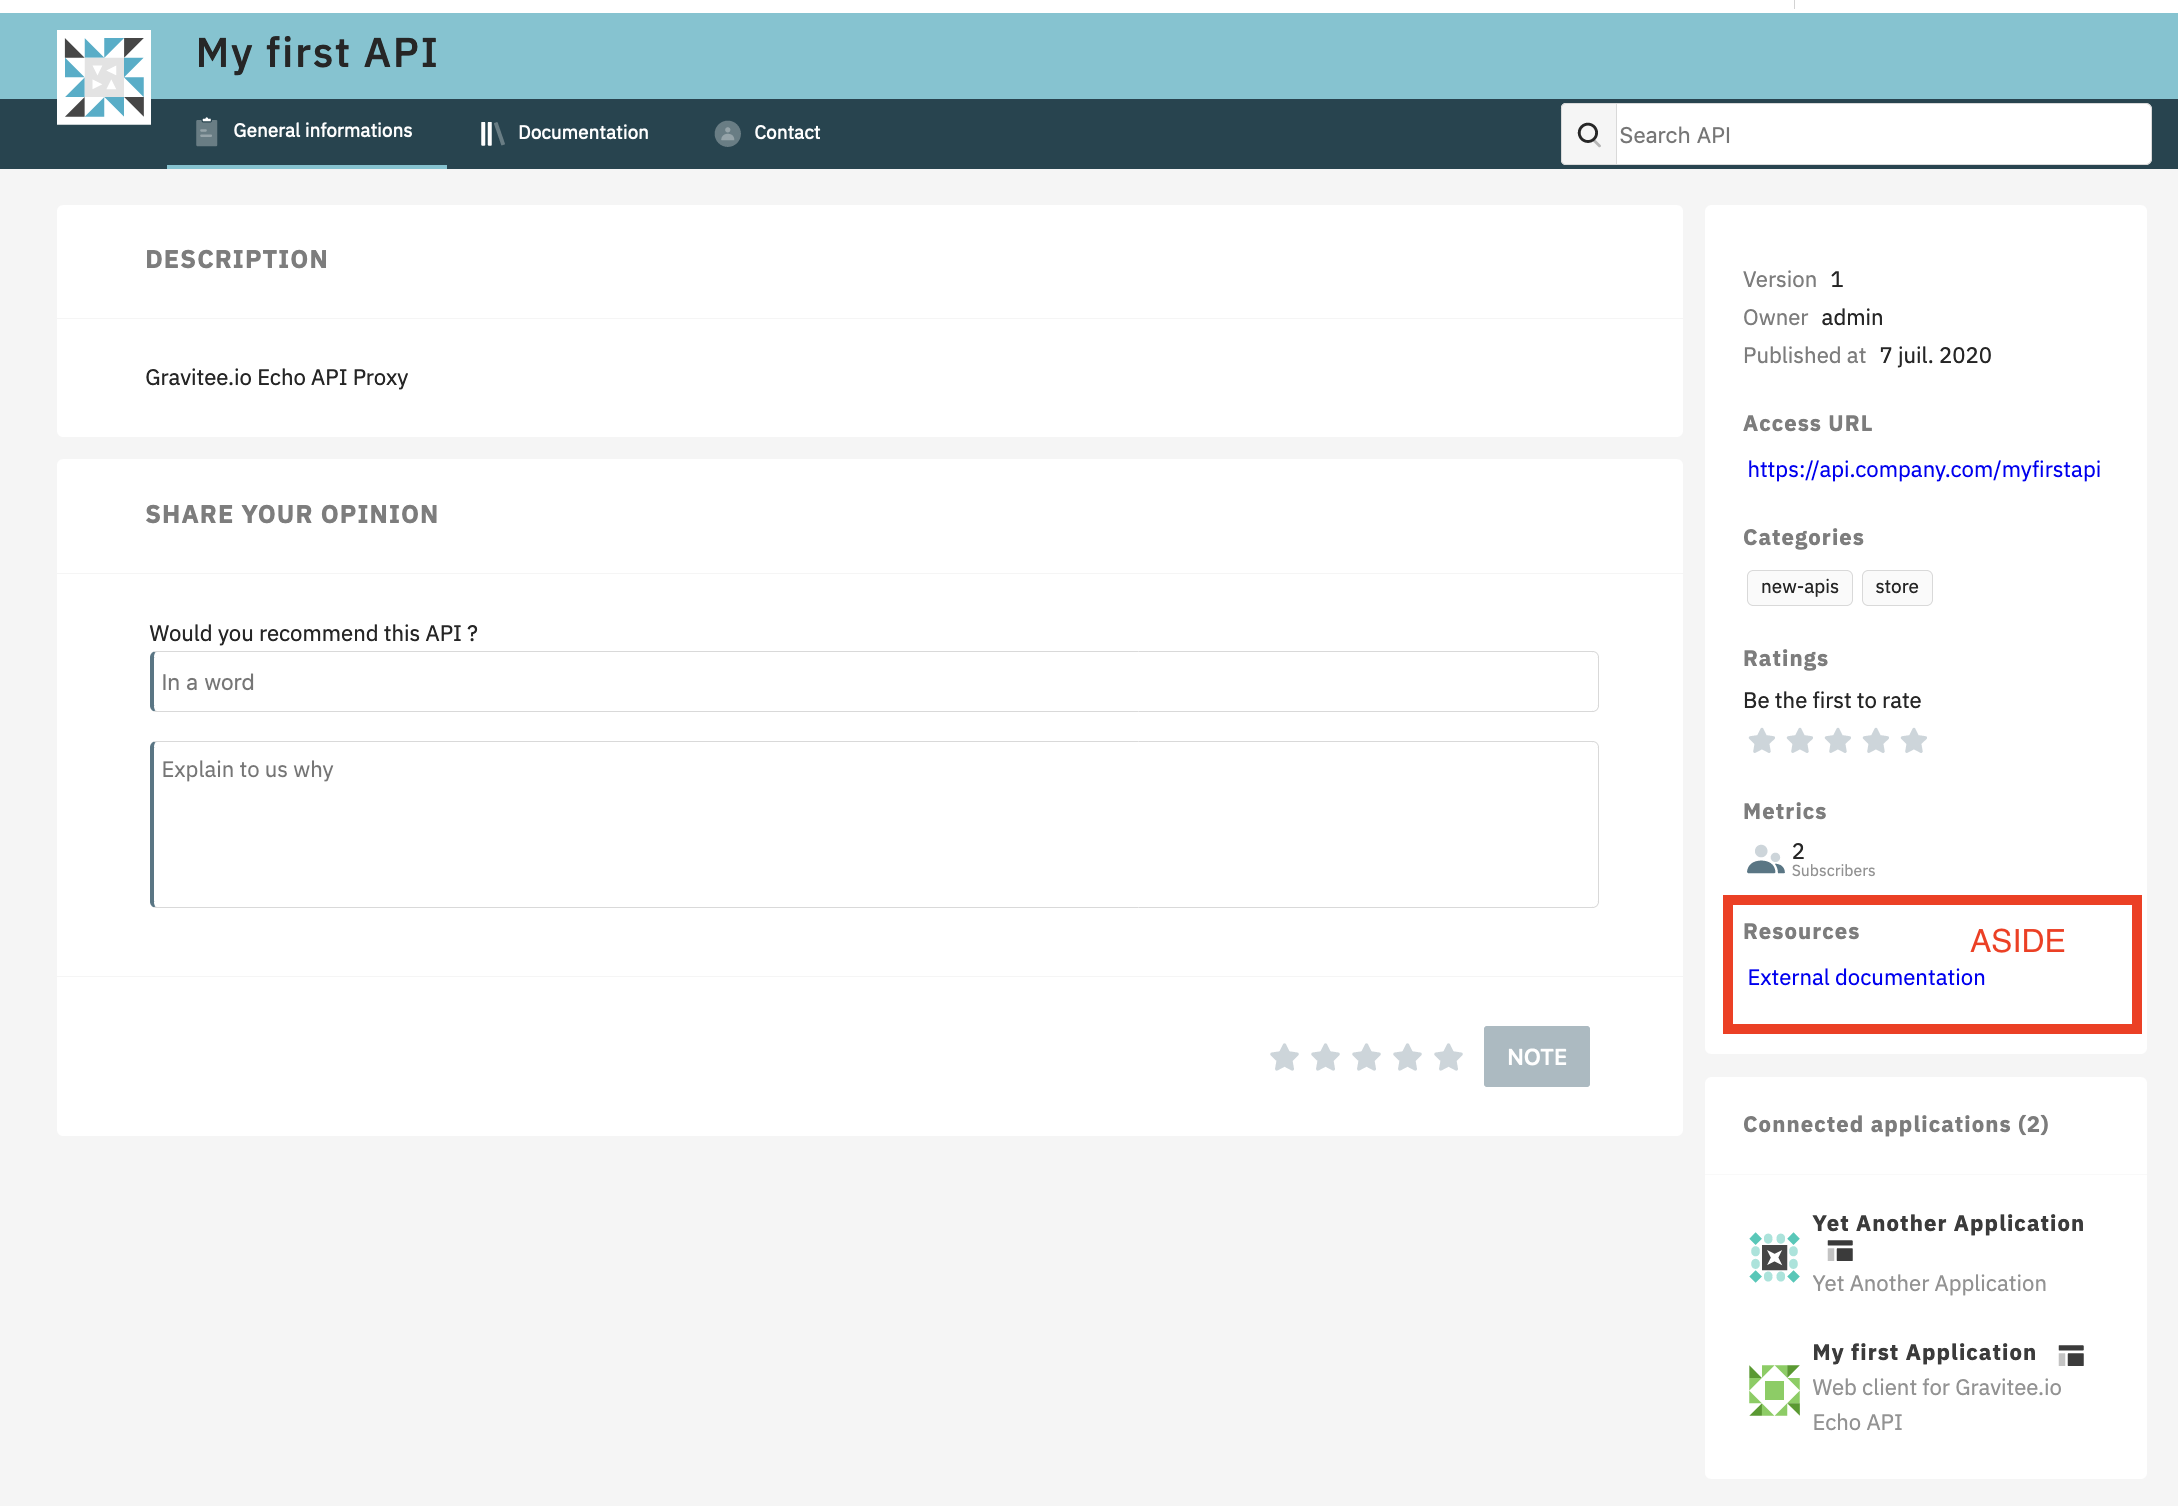 My first API
General informations
Documentation
Contact
Search API
DESCRIPTION
Gravitee.io Echo API Proxy
SHARE YOUR OPINION
Would you recommend this API ?
In a word
Explain to us why
NOTE
Version 1
Owner admin
Published at 7 juil. 2020
Access URL
https://api.company.com/myfirstapi
Categories
new-apis store
Ratings
Be the first to rate
Metrics
2
Subscribers
Resources
ASIDE
External documentation
Connected applications (2)
Yet Another Application
Yet Another Application
My first Application
Web client for Gravitee.io
Echo API